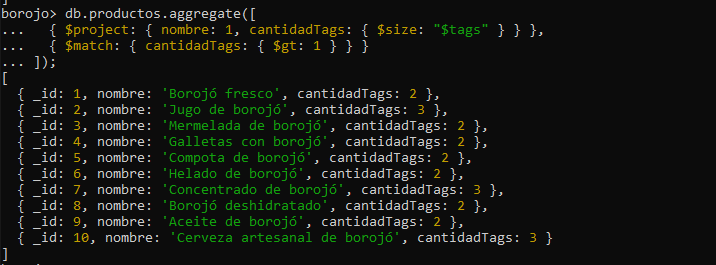 borojo> db.productos.aggregate([
...   { $project: { nombre: 1, cantidadTags: { $size: "$tags" } } },
...   { $match: { cantidadTags: { $gt: 1 } } }
... ]);
[
  { _id: 1, nombre: 'Borojó fresco', cantidadTags: 2 },
  { _id: 2, nombre: 'Jugo de borojó', cantidadTags: 3 },
  { _id: 3, nombre: 'Mermelada de borojó', cantidadTags: 2 },
  { _id: 4, nombre: 'Galletas con borojó', cantidadTags: 2 },
  { _id: 5, nombre: 'Compota de borojó', cantidadTags: 2 },
  { _id: 6, nombre: 'Helado de borojó', cantidadTags: 2 },
  { _id: 7, nombre: 'Concentrado de borojó', cantidadTags: 3 },
  { _id: 8, nombre: 'Borojó deshidratado', cantidadTags: 2 },
  { _id: 9, nombre: 'Aceite de borojó', cantidadTags: 2 },
  { _id: 10, nombre: 'Cerveza artesanal de borojó', cantidadTags: 3 }
]